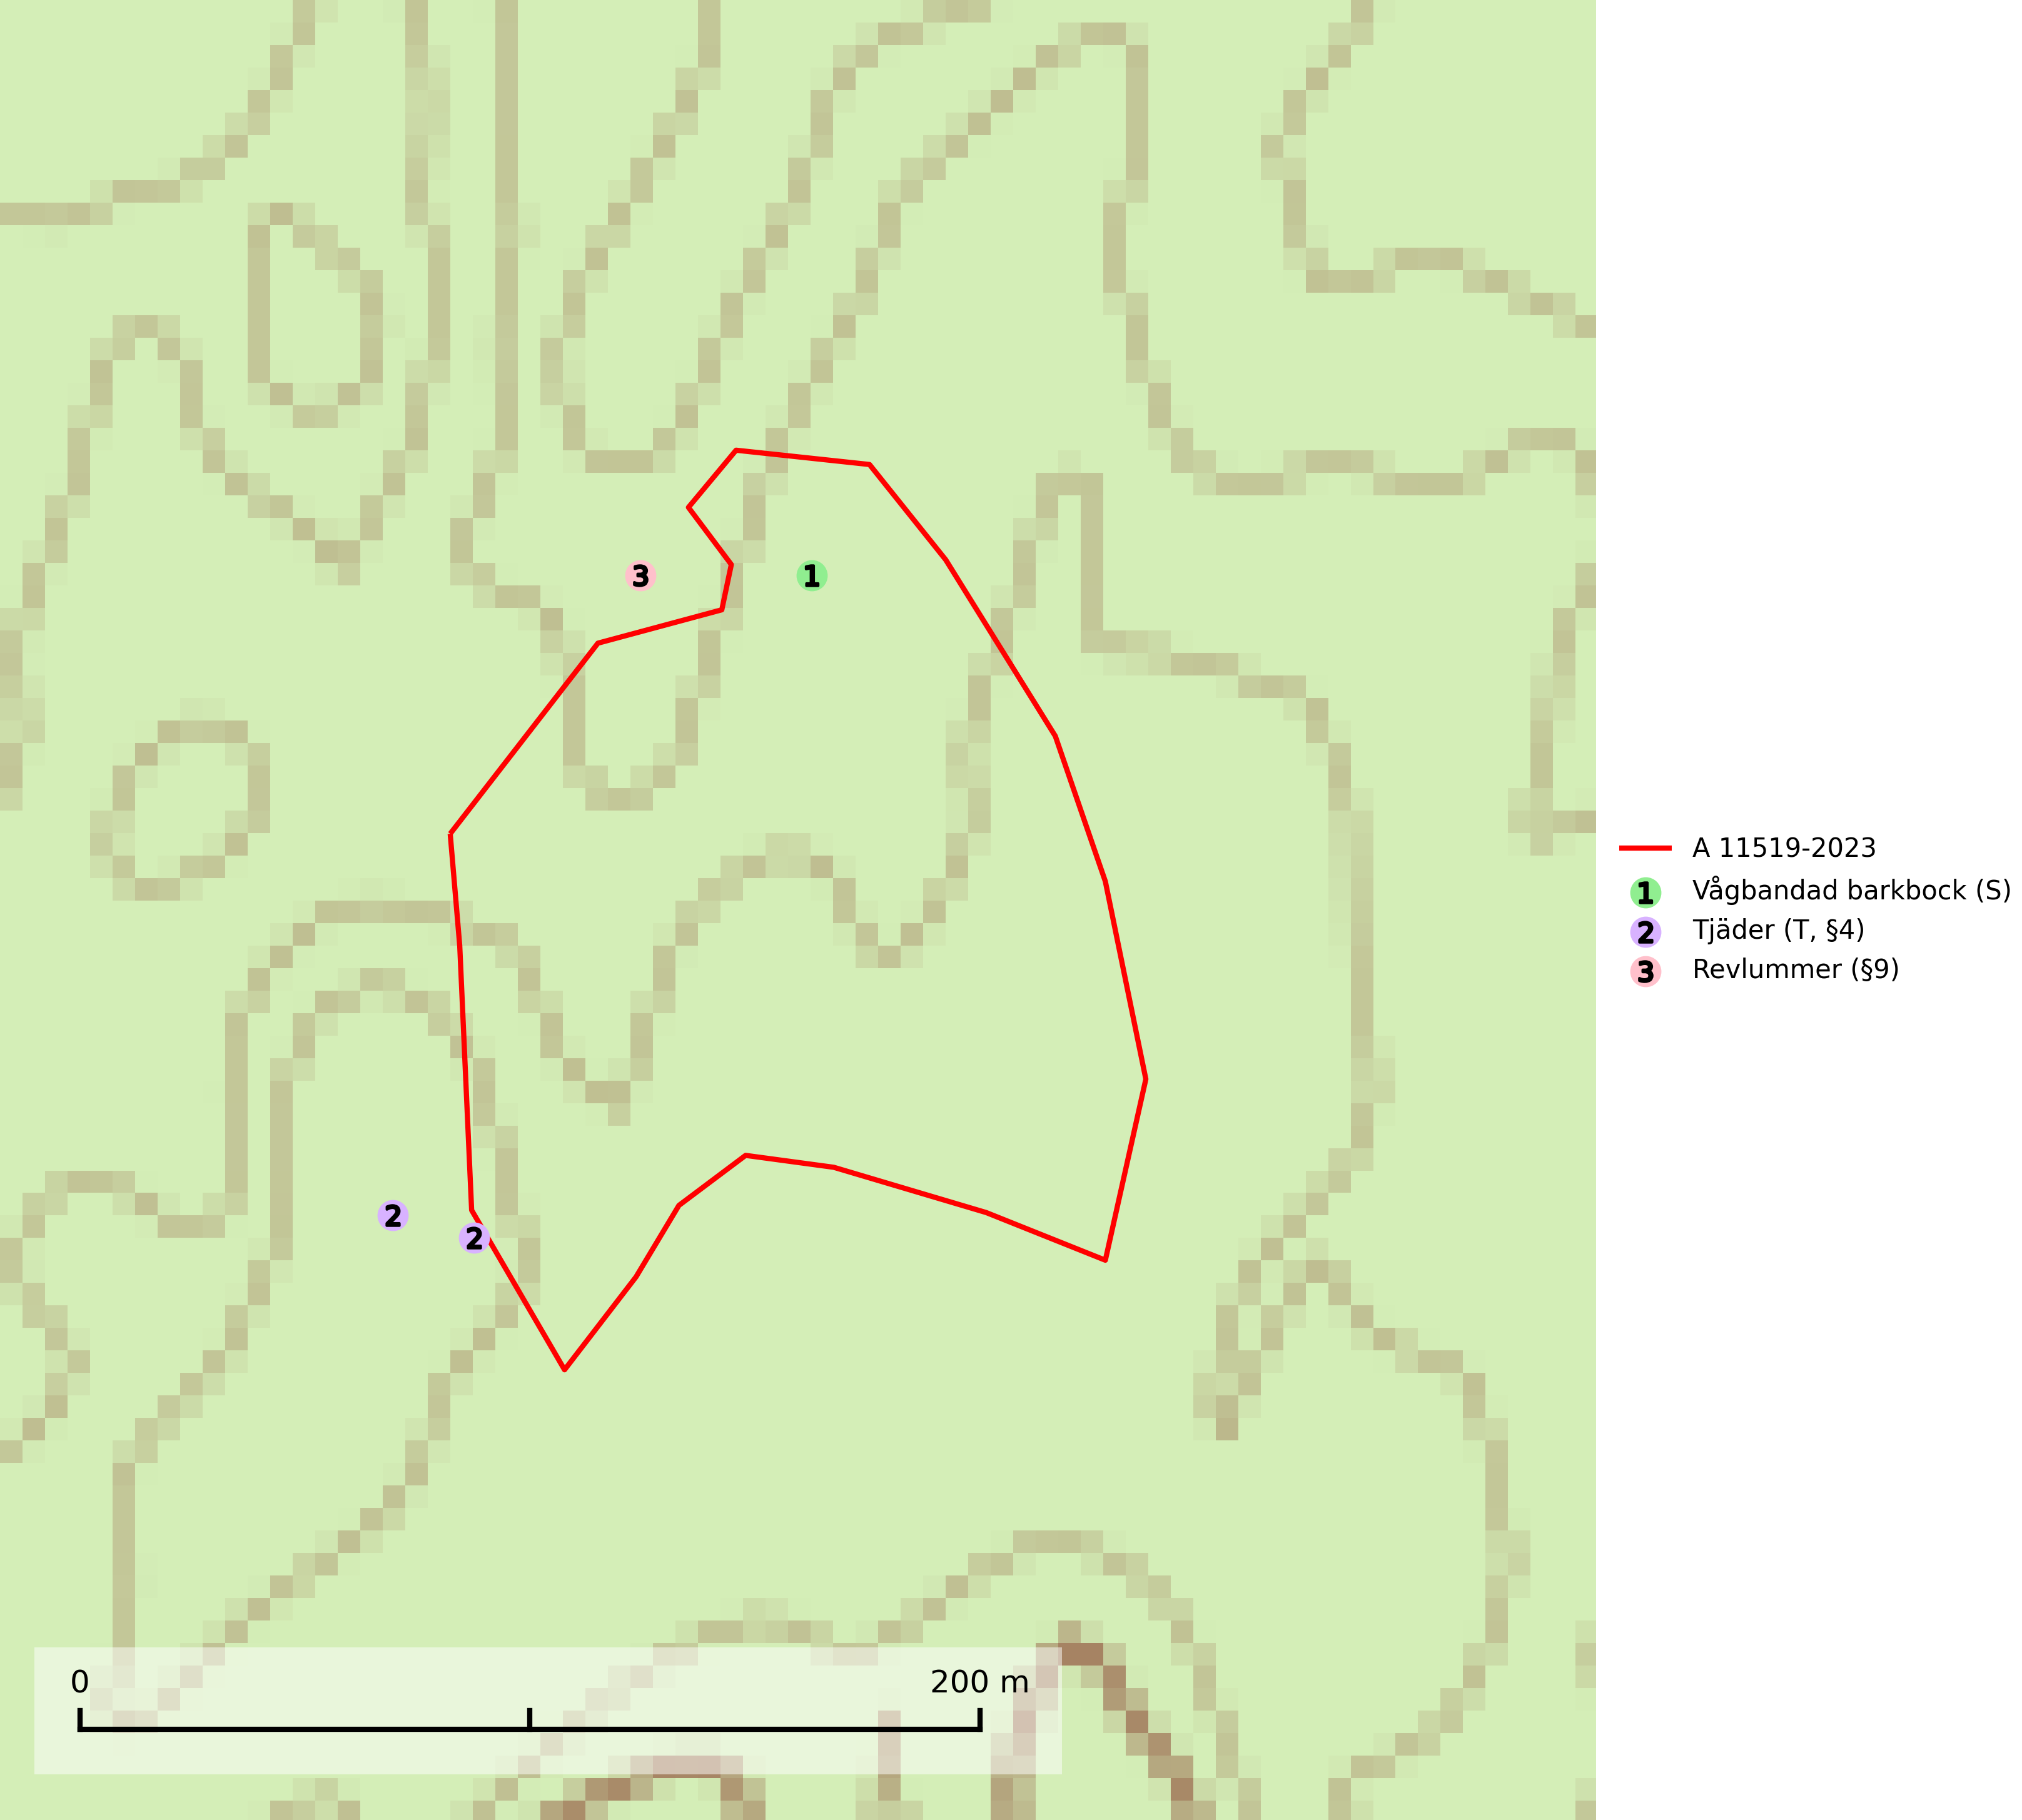 3
1
2
2
0 200 m
A 11519-2023
1 Vågbandad barkbock (S)
2 Tjäder (T, §4)
3 Revlummer (§9)